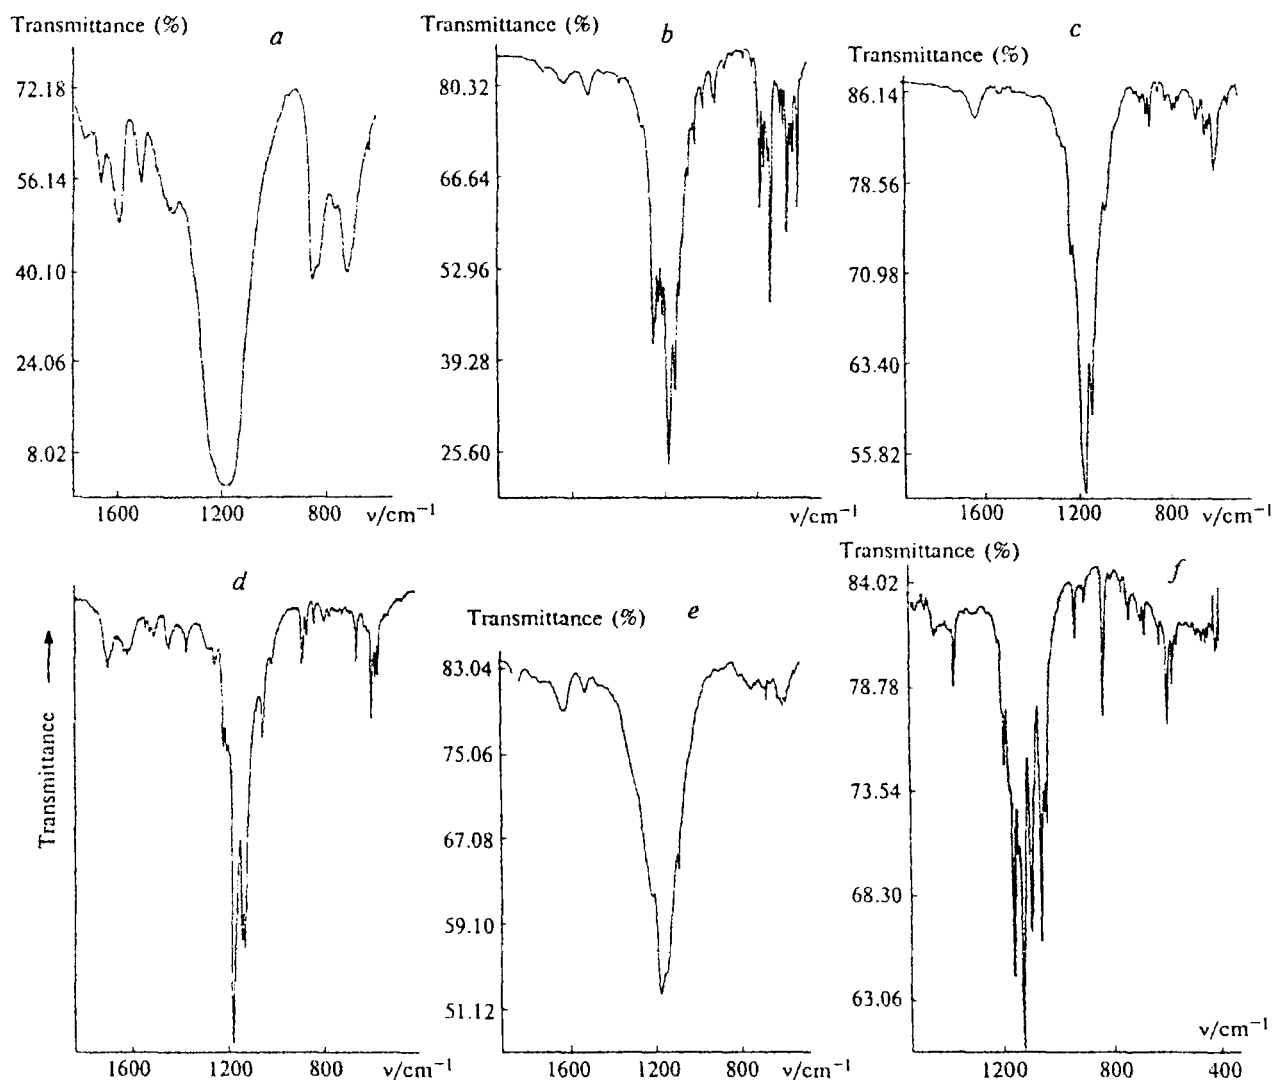 Transmittance (%)
a
72.18
56.14
40.10
24.06
8.02
1600 1200 800 ν/cm⁻¹
Transmittance (%)
b
80.32
66.64
52.96
39.28
25.60
ν/cm⁻¹
c
Transmittance (%)
86.14
78.56
70.98
63.40
55.82
1600 1200 800 ν/cm⁻¹
d
Transmittance
1600 1200 800 ν/cm⁻¹
Transmittance (%)
e
83.04
75.06
67.08
59.10
51.12
1600 1200 800 ν/cm⁻¹
Transmittance (%)
f
84.02
78.78
73.54
68.30
63.06
ν/cm⁻¹
1200 800 400